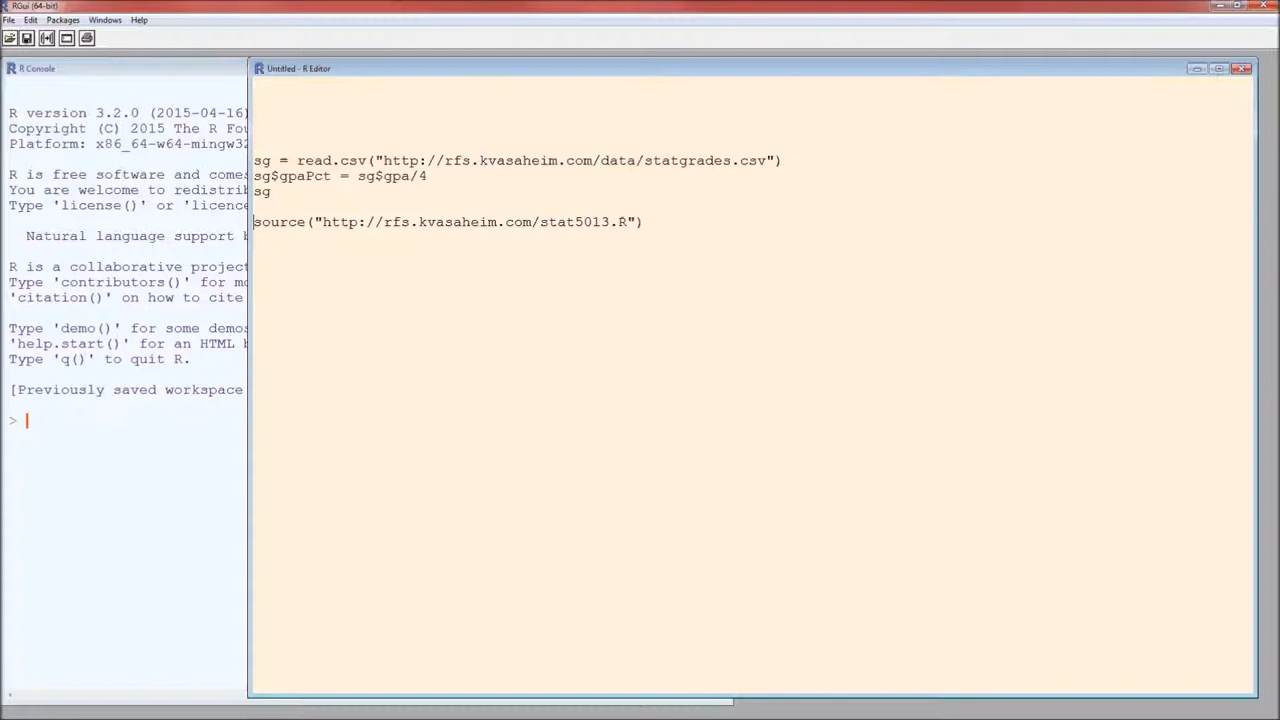 RGui (64-bit)
File Edit Packages Windows Help
R Console
R version 3.2.0 (2015-04-16)
Copyright (C) 2015 The R Fou
Platform: x86_64-w64-mingw32
R is free software and comes
You are welcome to redistrib
Type 'license()' or 'licence
Natural language support b
R is a collaborative project
Type 'contributors()' for mo
'citation()' on how to cite
Type 'demo()' for some demos
'help.start()' for an HTML b
Type 'q()' to quit R.
[Previously saved workspace
>
Untitled - R Editor
sg = read.csv("http://rfs.kvasaheim.com/data/statgrades.csv")
sg$gpaPct = sg$gpa/4
sg
source("http://rfs.kvasaheim.com/stat5013.R")